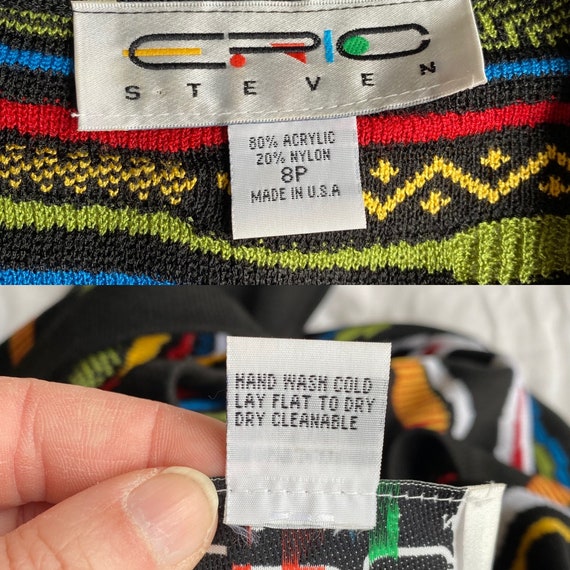 ERIC
STEVEN
80% ACRYLIC
20% NYLON
8P
MADE IN U.S.A
HAND WASH COLD
LAY FLAT TO DRY
DRY CLEANABLE